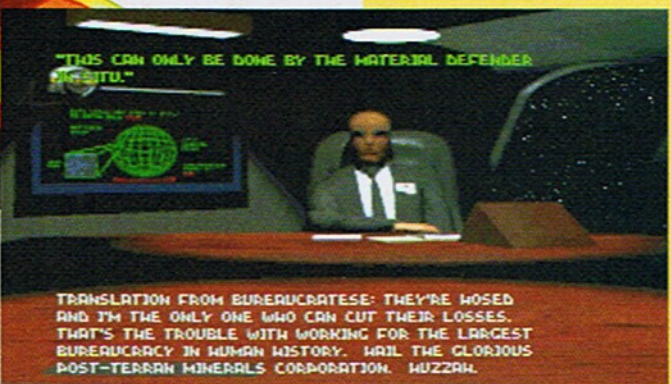 "THIS CAN ONLY BE DONE BY THE MATERIAL DEFENDER
IN SITU."
TRANSLATION FROM BUREAUCRATESE: THEY'RE HOSED
AND I'M THE ONLY ONE WHO CAN CUT THEIR LOSSES.
THAT'S THE TROUBLE WITH WORKING FOR THE LARGEST
BUREAUCRACY IN HUMAN HISTORY. HAIL THE GLORIOUS
POST-TERRAN MINERALS CORPORATION. HUZZAH.